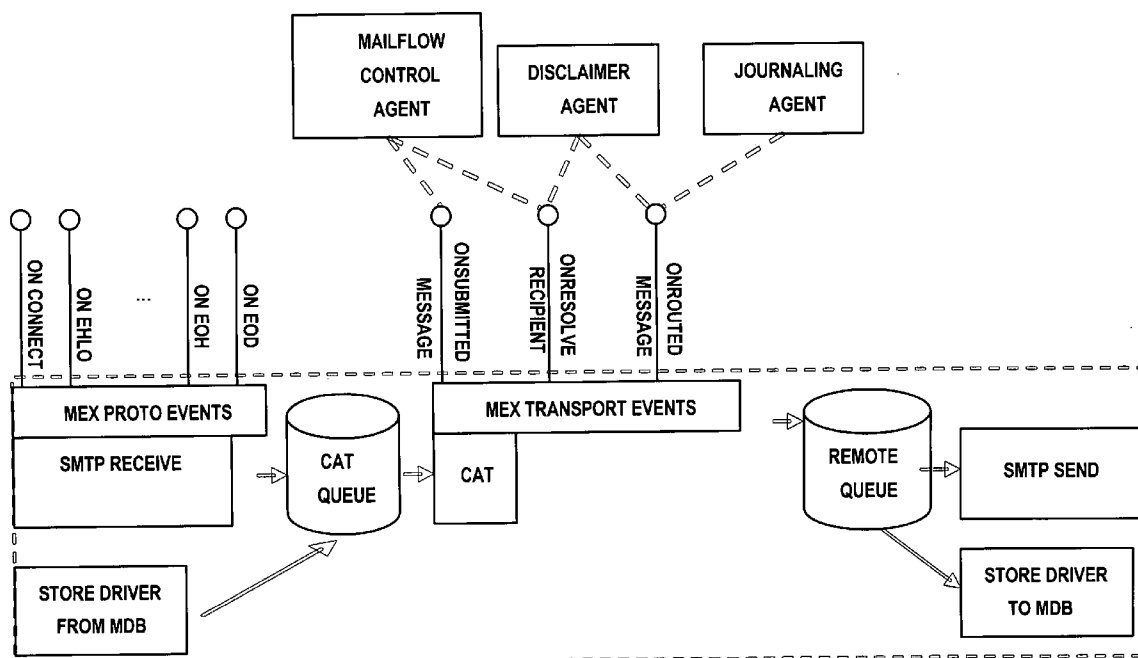 MAILFLOW
CONTROL
AGENT
DISCLAIMER
AGENT
JOURNALING
AGENT
ON CONNECT
ON EHLO
...
ON EOH
ON EOD
ONSUBMITTED
MESSAGE
ONRESOLVE
RECIPIENT
ONROUTED
MESSAGE
MEX PROTO EVENTS
SMTP RECEIVE
CAT
QUEUE
MEX TRANSPORT EVENTS
CAT
REMOTE
QUEUE
SMTP SEND
STORE DRIVER
FROM MDB
STORE DRIVER
TO MDB